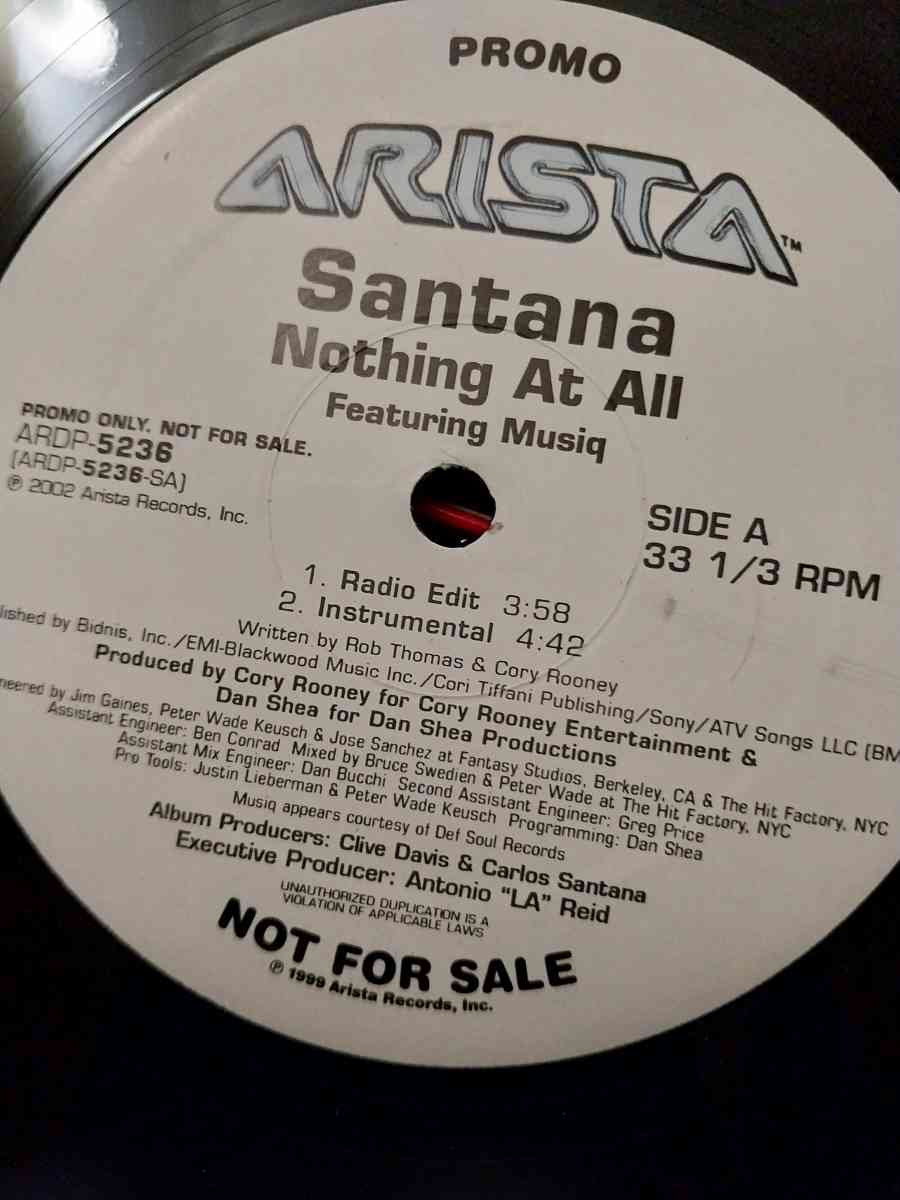 PROMO
ARISTA™
Santana
Nothing At All
Featuring Musiq
PROMO ONLY. NOT FOR SALE.
ARDP-5236
(ARDP-5236-SA)
℗ 2002 Arista Records, Inc.
SIDE A
33 1/3 RPM
1. Radio Edit 3:58
2. Instrumental 4:42
Written by Rob Thomas & Cory Rooney
by Bidnis, Inc./EMI-Blackwood Music Inc./Cori Tiffani Publishing/Sony/ATV Songs LLC
Produced by Cory Rooney for Cory Rooney Entertainment &
Dan Shea for Dan Shea Productions
by Jim Gaines, Peter Wade Keusch & Jose Sanchez at Fantasy Studios, Berkeley, CA & The Hit Factory, NYC
Assistant Engineer: Ben Conrad Mixed by Bruce Swedien & Peter Wade at The Hit Factory, NYC
Assistant Mix Engineer: Dan Bucchi Second Assistant Engineer: Greg Price
Pro Tools: Justin Lieberman & Peter Wade Keusch Programming: Dan Shea
Musiq appears courtesy of Def Soul Records
Album Producers: Clive Davis & Carlos Santana
Executive Producer: Antonio "LA" Reid
UNAUTHORIZED DUPLICATION IS A
VIOLATION OF APPLICABLE LAWS
NOT FOR SALE
℗ 1999 Arista Records, Inc.